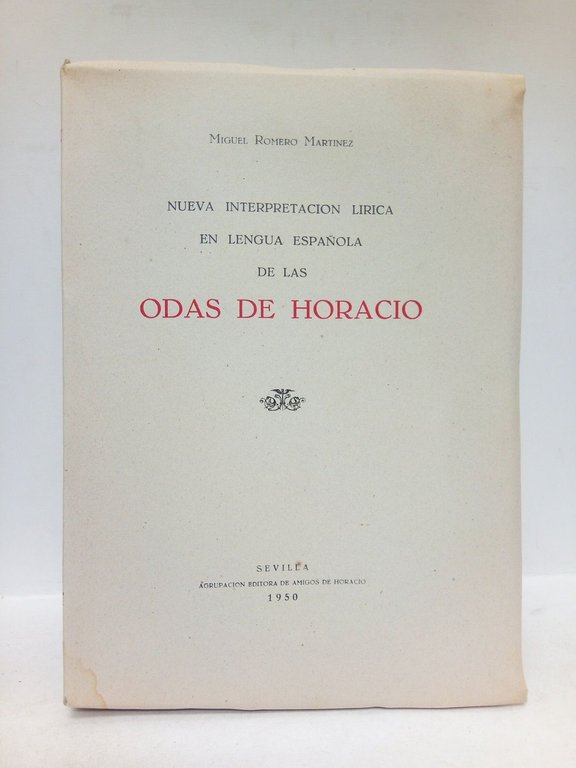 Miguel Romero Martinez
NUEVA INTERPRETACION LIRICA
EN LENGUA ESPAÑOLA
DE LAS
ODAS DE HORACIO
SEVILLA
AGRUPACION EDITORA DE AMIGOS DE HORACIO
1950